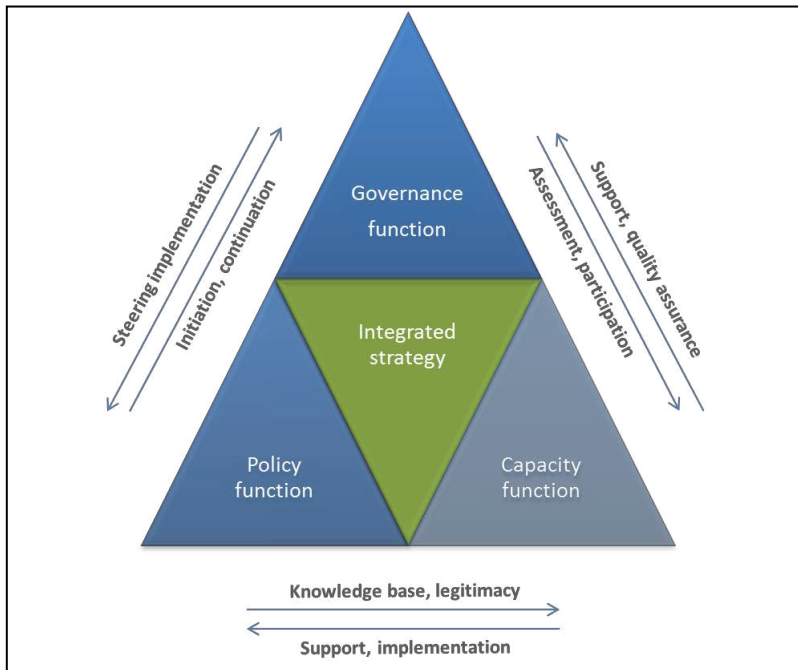 Governance
function
Steering implementation
Initiation, continuation
Support, quality assurance
Assessment, participation
Integrated
strategy
Policy
function
Capacity
function
Knowledge base, legitimacy
Support, implementation